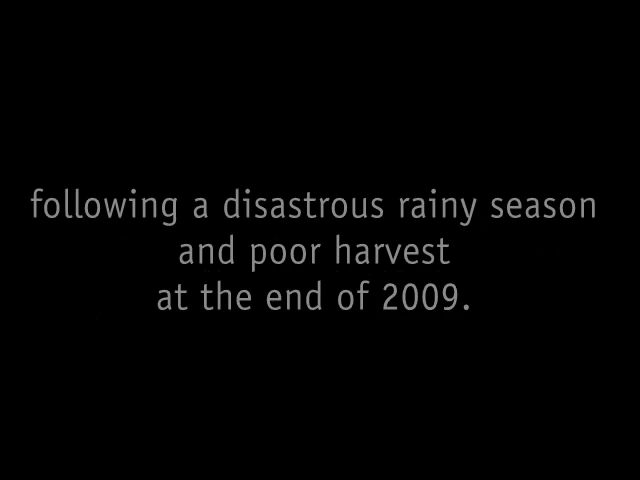 following a disastrous rainy season
and poor harvest
at the end of 2009.